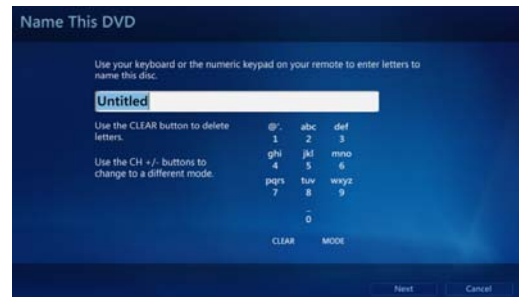 Name This DVD
Use your keyboard or the numeric keypad on your remote to enter letters to
name this disc.
Untitled
Use the CLEAR button to delete
letters.
Use the CH +/- buttons to
change to a different mode.
@'. abc def
1 2 3
ghi jkl mno
4 5 6
pqrs tuv wxyz
7 8 9
_
0
CLEAR MODE
Next Cancel